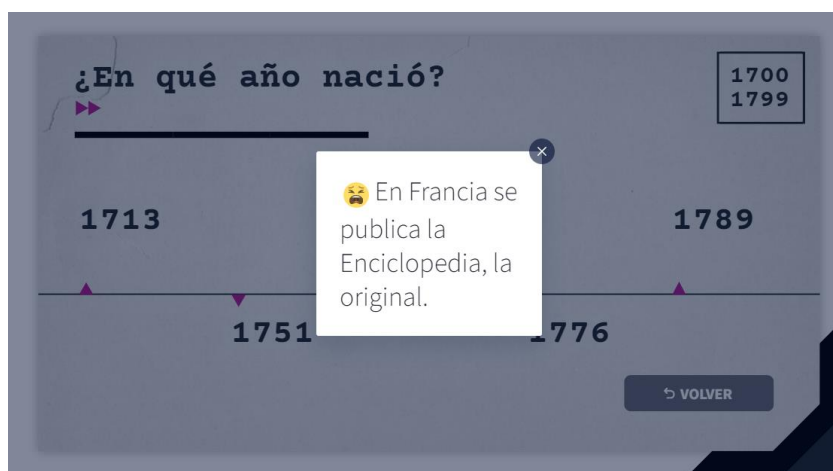 ¿En qué año nació?
1700
1799
1713
😫 En Francia se
publica la
Enciclopedia, la
original.
1789
1751
1776
VOLVER